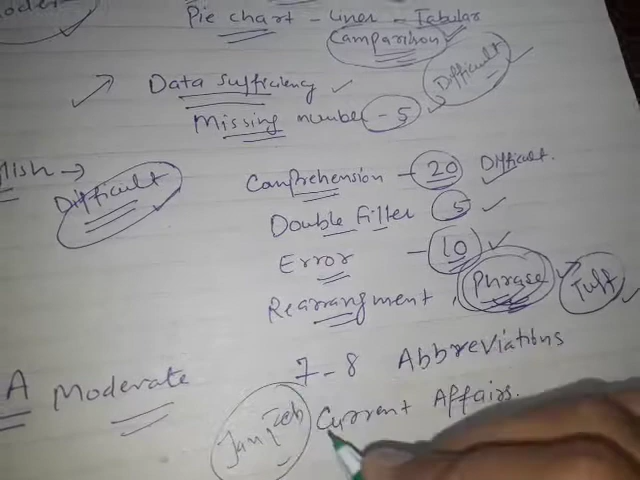 Pie chart - Liner - Tabular
Comparison
Data sufficiency
Difficult
Missing number - 5
lish →
Difficult
Comprehension - 20 Difficult.
Double Filter 5
Error - 10
Rearrangment, Phrase Tuff
A Moderate
7-8 Abbreviations
Jan, Feb Current Affairs.